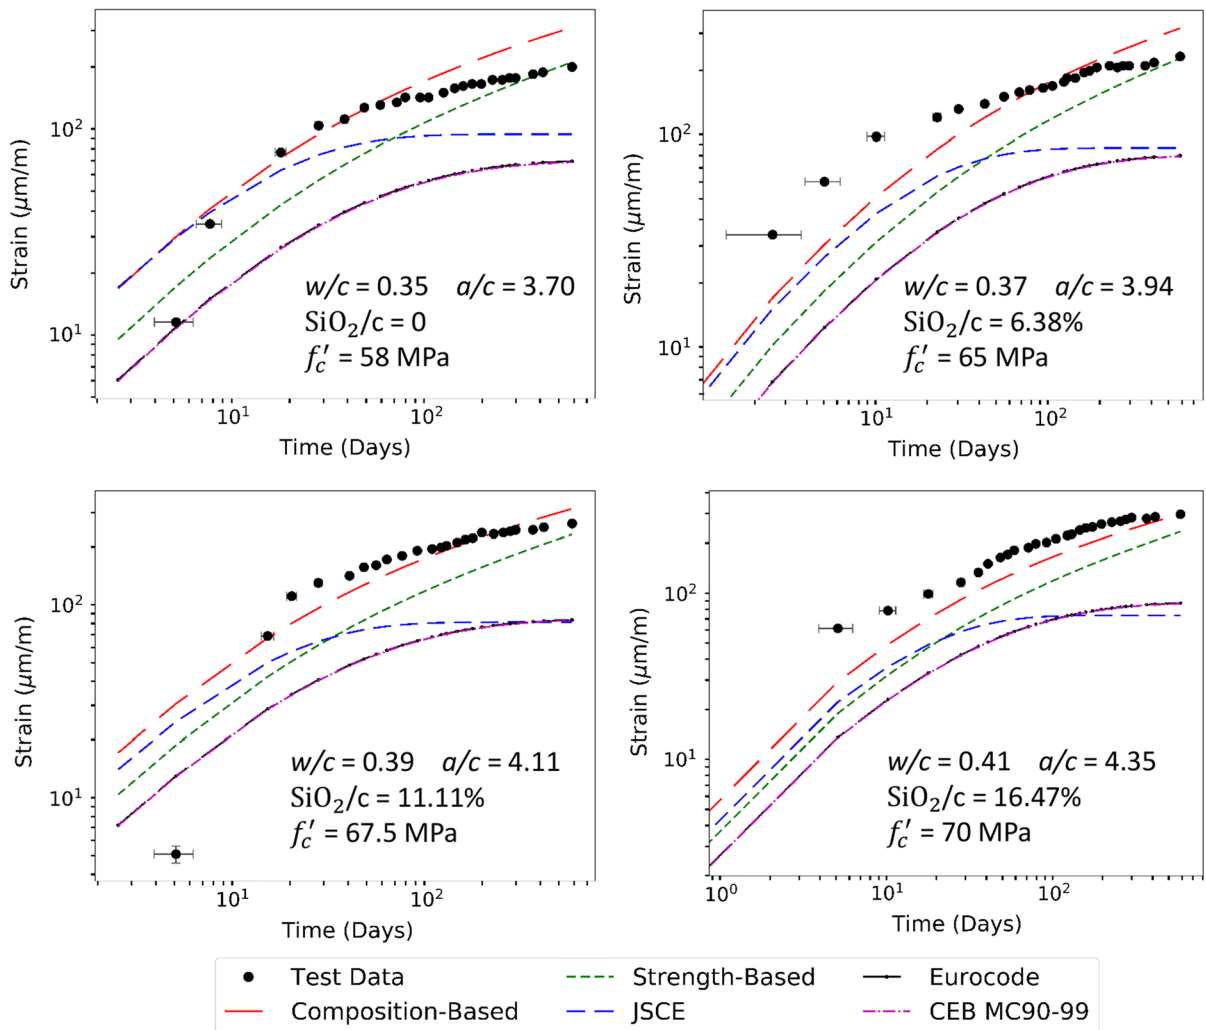 Strain (μm/m)
10²
10¹
w/c = 0.35 a/c = 3.70
SiO₂/c = 0
f′c = 58 MPa
10¹ 10²
Time (Days)
Strain (μm/m)
10²
10¹
w/c = 0.37 a/c = 3.94
SiO₂/c = 6.38%
f′c = 65 MPa
10¹ 10²
Time (Days)
Strain (μm/m)
10²
10¹
w/c = 0.39 a/c = 4.11
SiO₂/c = 11.11%
f′c = 67.5 MPa
10¹ 10²
Time (Days)
Strain (μm/m)
10²
10¹
w/c = 0.41 a/c = 4.35
SiO₂/c = 16.47%
f′c = 70 MPa
10⁰ 10¹ 10²
Time (Days)
Test Data Strength-Based Eurocode
Composition-Based JSCE CEB MC90-99